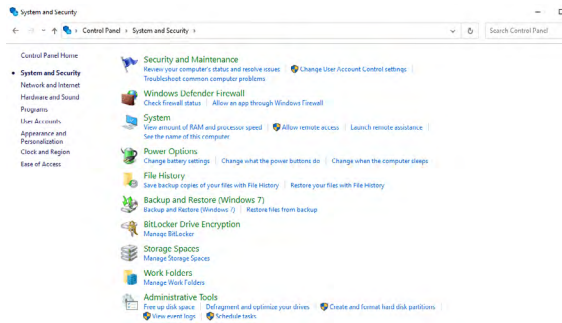 System and Security
Control Panel › System and Security ›
Search Control Panel
Control Panel Home
System and Security
Network and Internet
Hardware and Sound
Programs
User Accounts
Appearance and
Personalization
Clock and Region
Ease of Access
Security and Maintenance
Review your computer's status and resolve issues
Change User Account Control settings
Troubleshoot common computer problems
Windows Defender Firewall
Check firewall status
Allow an app through Windows Firewall
System
View amount of RAM and processor speed
Allow remote access
Launch remote assistance
See the name of this computer
Power Options
Change battery settings
Change what the power buttons do
Change when the computer sleeps
File History
Save backup copies of your files with File History
Restore your files with File History
Backup and Restore (Windows 7)
Backup and Restore (Windows 7)
Restore files from backup
BitLocker Drive Encryption
Manage BitLocker
Storage Spaces
Manage Storage Spaces
Work Folders
Manage Work Folders
Administrative Tools
Free up disk space
Defragment and optimize your drives
Create and format hard disk partitions
View event logs
Schedule tasks